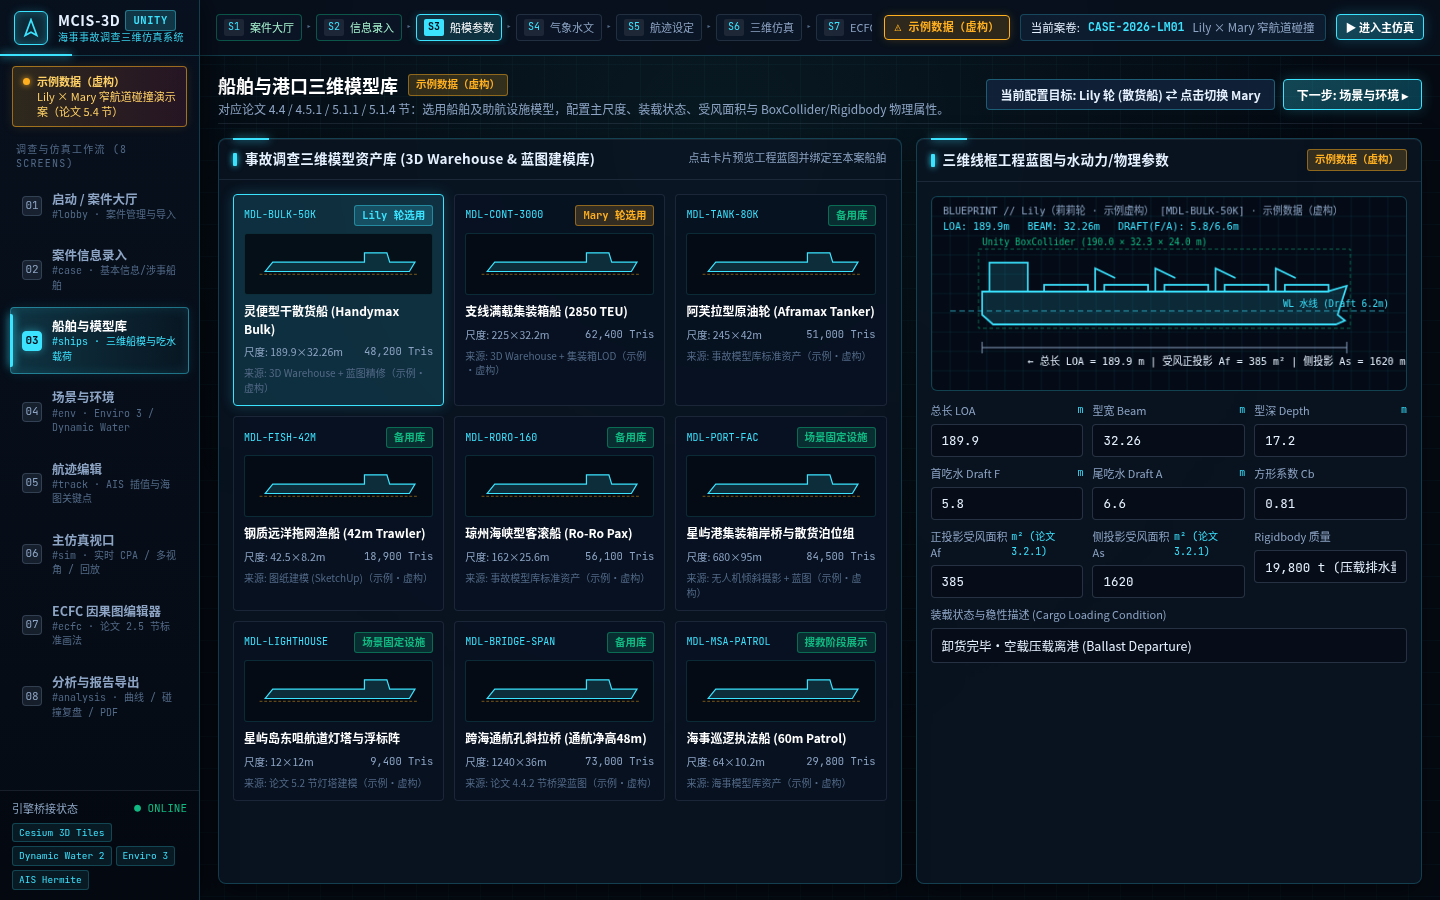 MCIS-3D UNITY
海事事故调查三维仿真系统
S1 案件大厅
S2 信息录入
S3 船模参数
S4 气象水文
S5 航迹设定
S6 三维仿真
S7 ECFC
⚠ 示例数据（虚构）
当前案卷: CASE-2026-LM01 Lily × Mary 窄航道碰撞
▶ 进入主仿真
示例数据（虚构）
Lily × Mary 窄航道碰撞演示
案（论文 5.4 节）
调查与仿真工作流 (8
SCREENS)
01 启动 / 案件大厅
#lobby · 案件管理与导入
02 案件信息录入
#case · 基本信息/涉事船
舶
03 船舶与模型库
#ships · 三维船模与吃水
载荷
04 场景与环境
#env · Enviro 3 /
Dynamic Water
05 航迹编辑
#track · AIS 插值与海
图关键点
06 主仿真视口
#sim · 实时 CPA / 多视
角 / 回放
07 ECFC 因果图编辑器
#ecfc · 论文 2.5 节标
准画法
08 分析与报告导出
#analysis · 曲线 / 碰
撞复盘 / PDF
引擎桥接状态 ● ONLINE
Cesium 3D Tiles
Dynamic Water 2
Enviro 3
AIS Hermite
船舶与港口三维模型库 示例数据（虚构）
对应论文 4.4 / 4.5.1 / 5.1.1 / 5.1.4 节：选用船舶及助航设施模型，配置主尺度、装载状态、受风面积与 BoxCollider/Rigidbody 物理属性。
当前配置目标: Lily 轮 (散货船) ⇄ 点击切换 Mary
下一步: 场景与环境 ▸
事故调查三维模型资产库 (3D Warehouse & 蓝图建模库)
点击卡片预览工程蓝图并绑定至本案船舶
MDL-BULK-50K Lily 轮选用
灵便型干散货船 (Handymax
Bulk)
尺度: 189.9×32.26m 48,200 Tris
来源: 3D Warehouse + 蓝图精修（示例・
虚构）
MDL-CONT-3000 Mary 轮选用
支线满载集装箱船 (2850 TEU)
尺度: 225×32.2m 62,400 Tris
来源: 3D Warehouse + 集装箱LOD（示例
・虚构）
MDL-TANK-80K 备用库
阿芙拉型原油轮 (Aframax Tanker)
尺度: 245×42m 51,000 Tris
来源: 事故模型库标准资产（示例・虚构）
MDL-FISH-42M 备用库
钢质远洋拖网渔船 (42m Trawler)
尺度: 42.5×8.2m 18,900 Tris
来源: 图纸建模 (SketchUp)（示例・虚构）
MDL-RORO-160 备用库
琼州海峡型客滚船 (Ro-Ro Pax)
尺度: 162×25.6m 56,100 Tris
来源: 事故模型库标准资产（示例・虚构）
MDL-PORT-FAC 场景固定设施
星屿港集装箱岸桥与散货泊位组
尺度: 680×95m 84,500 Tris
来源: 无人机倾斜摄影 + 蓝图（示例・虚
构）
MDL-LIGHTHOUSE 场景固定设施
星屿岛东咀航道灯塔与浮标阵
尺度: 12×12m 9,400 Tris
来源: 论文 5.2 节灯塔建模（示例・虚构）
MDL-BRIDGE-SPAN 备用库
跨海通航孔斜拉桥 (通航净高48m)
尺度: 1240×36m 73,000 Tris
来源: 论文 4.4.2 节桥梁蓝图（示例・虚构）
MDL-MSA-PATROL 搜救阶段展示
海事巡逻执法船 (60m Patrol)
尺度: 64×10.2m 29,800 Tris
来源: 海事模型库资产（示例・虚构）
三维线框工程蓝图与水动力/物理参数 示例数据（虚构）
BLUEPRINT // Lily（莉莉轮 · 示例虚构） [MDL-BULK-50K] · 示例数据（虚构）
LOA: 189.9m BEAM: 32.26m DRAFT(F/A): 5.8/6.6m
Unity BoxCollider (190.0 × 32.3 × 24.0 m)
WL 水线 (Draft 6.2m)
← 总长 LOA = 189.9 m | 受风正投影 Af = 385 m² | 侧投影 As = 1620 m
总长 LOA m
189.9
型宽 Beam m
32.26
型深 Depth m
17.2
首吃水 Draft F m
5.8
尾吃水 Draft A m
6.6
方形系数 Cb
0.81
正投影受风面积 Af m² (论文 3.2.1)
385
侧投影受风面积 As m² (论文 3.2.1)
1620
Rigidbody 质量
19,800 t (压载排水量
装载状态与稳性描述 (Cargo Loading Condition)
卸货完毕・空载压载离港 (Ballast Departure)